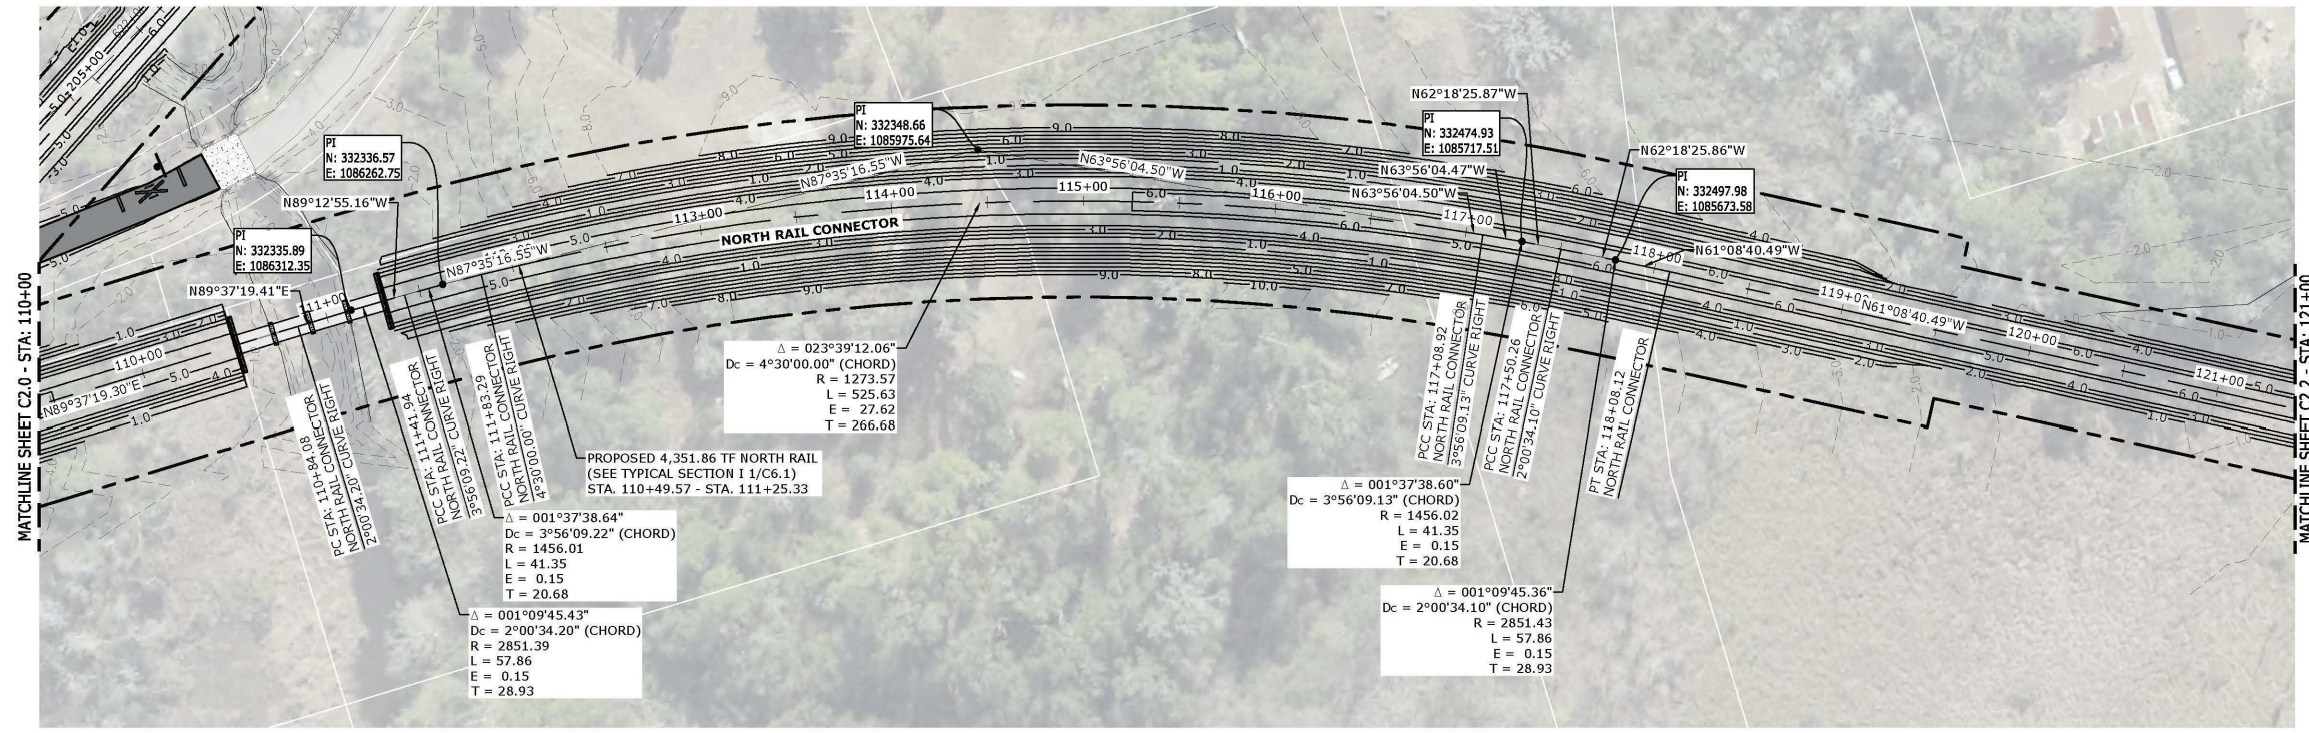 MATCHLINE SHEET C2.0 - STA: 110+00
205+00
PI
N: 332336.57
E: 1086262.75
N89°12'55.16"W
PI
N: 332335.89
E: 1086312.35
N89°37'19.41"E
111+00
110+00
N89°37'19.30"E
PC STA: 110+84.08
NORTH RAIL CONNECTOR
2°00'34.20" CURVE RIGHT
PCC STA: 111+41.94
NORTH RAIL CONNECTOR
3°56'09.22" CURVE RIGHT
PCC STA: 111+83.29
NORTH RAIL CONNECTOR
4°30'00.00" CURVE RIGHT
N87°35'16.55"W
PI
N: 332348.66
E: 1085975.64
N87°35'16.55"W
N63°56'04.50"W
113+00
114+00
115+00
116+00
NORTH RAIL CONNECTOR
Δ = 023°39'12.06"
Dc = 4°30'00.00" (CHORD)
R = 1273.57
L = 525.63
E = 27.62
T = 266.68
PROPOSED 4,351.86 TF NORTH RAIL
(SEE TYPICAL SECTION I 1/C6.1)
STA. 110+49.57 - STA. 111+25.33
Δ = 001°37'38.64"
Dc = 3°56'09.22" (CHORD)
R = 1456.01
L = 41.35
E = 0.15
T = 20.68
Δ = 001°09'45.43"
Dc = 2°00'34.20" (CHORD)
R = 2851.39
L = 57.86
E = 0.15
T = 28.93
N62°18'25.87"W
PI
N: 332474.93
E: 1085717.51
N63°56'04.47"W
N63°56'04.50"W
117+00
N62°18'25.86"W
PI
N: 332497.98
E: 1085673.58
118+00
N61°08'40.49"W
119+00
N61°08'40.49"W
120+00
121+00
PCC STA: 117+08.92
NORTH RAIL CONNECTOR
3°56'09.13" CURVE RIGHT
PCC STA: 117+50.26
NORTH RAIL CONNECTOR
2°00'34.10" CURVE RIGHT
PT STA: 118+08.12
NORTH RAIL CONNECTOR
Δ = 001°37'38.60"
Dc = 3°56'09.13" (CHORD)
R = 1456.02
L = 41.35
E = 0.15
T = 20.68
Δ = 001°09'45.36"
Dc = 2°00'34.10" (CHORD)
R = 2851.43
L = 57.86
E = 0.15
T = 28.93
MATCHLINE SHEET C2.2 - STA: 121+00